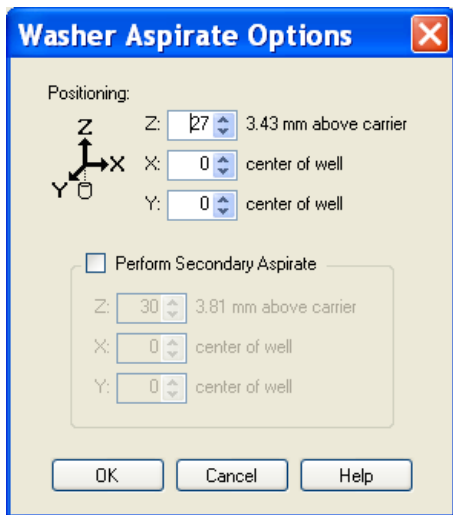 Washer Aspirate Options
Positioning:
Z
X
Y
Z: 27 3.43 mm above carrier
X: 0 center of well
Y: 0 center of well
Perform Secondary Aspirate
Z: 30 3.81 mm above carrier
X: 0 center of well
Y: 0 center of well
OK Cancel Help